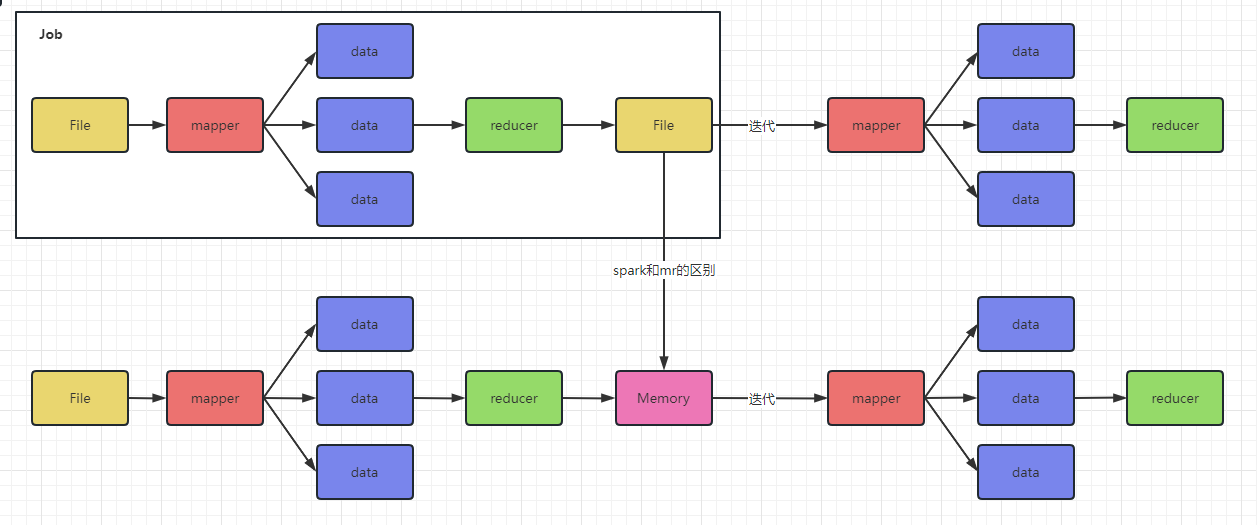 Job
data
data
File
mapper
data
reducer
File
迭代
mapper
data
reducer
data
data
spark和mr的区别
data
data
File
mapper
data
reducer
Memory
迭代
mapper
data
reducer
data
data